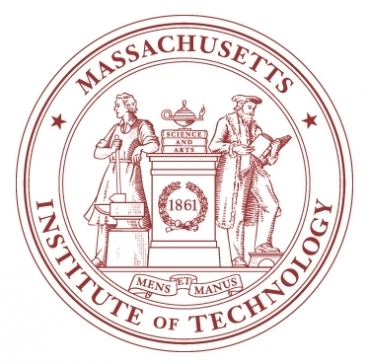 MASSACHUSETTS
SCIENCE
AND
ARTS
1861
MENS ET MANUS
INSTITUTE OF TECHNOLOGY